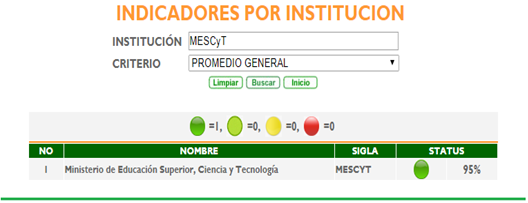 INDICADORES POR INSTITUCION
INSTITUCIÓN MESCyT
CRITERIO PROMEDIO GENERAL
Limpiar Buscar Inicio
=1, =0, =0, =0
NO NOMBRE SIGLA STATUS
1 Ministerio de Educación Superior, Ciencia y Tecnología MESCYT 95%